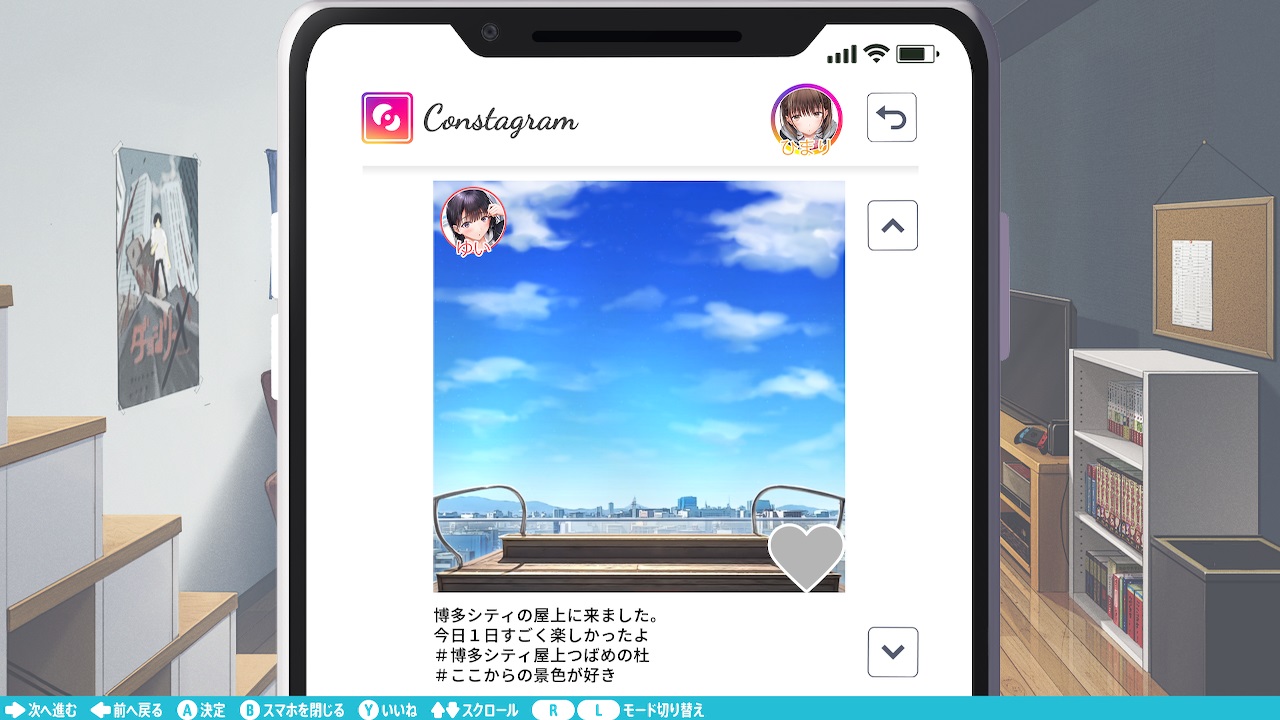 Constagram
ひまり
ゆい
博多シティの屋上に来ました。
今日１日すごく楽しかったよ
＃博多シティ屋上つばめの杜
＃ここからの景色が好き
次へ進む 前へ戻る A 決定 B スマホを閉じる Y いいね スクロール R L モード切り替え